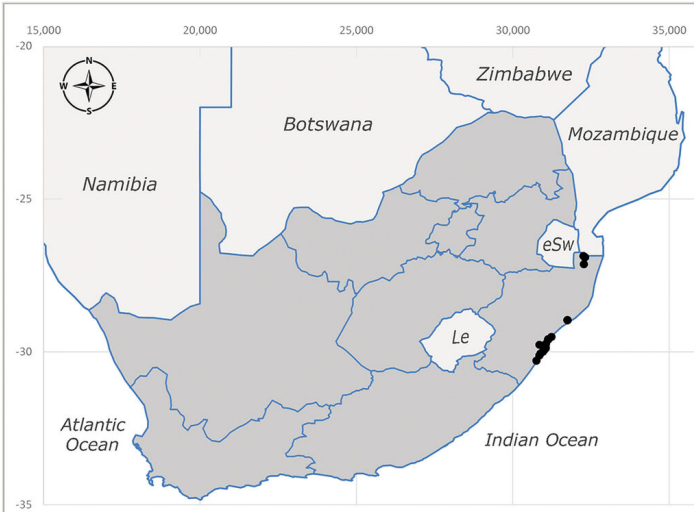 15,000 20,000 25,000 30,000 35,000
-20
N
W E
S
Zimbabwe
Botswana
Mozambique
Namibia
-25
eSw
Le
-30
Atlantic
Ocean
Indian Ocean
-35